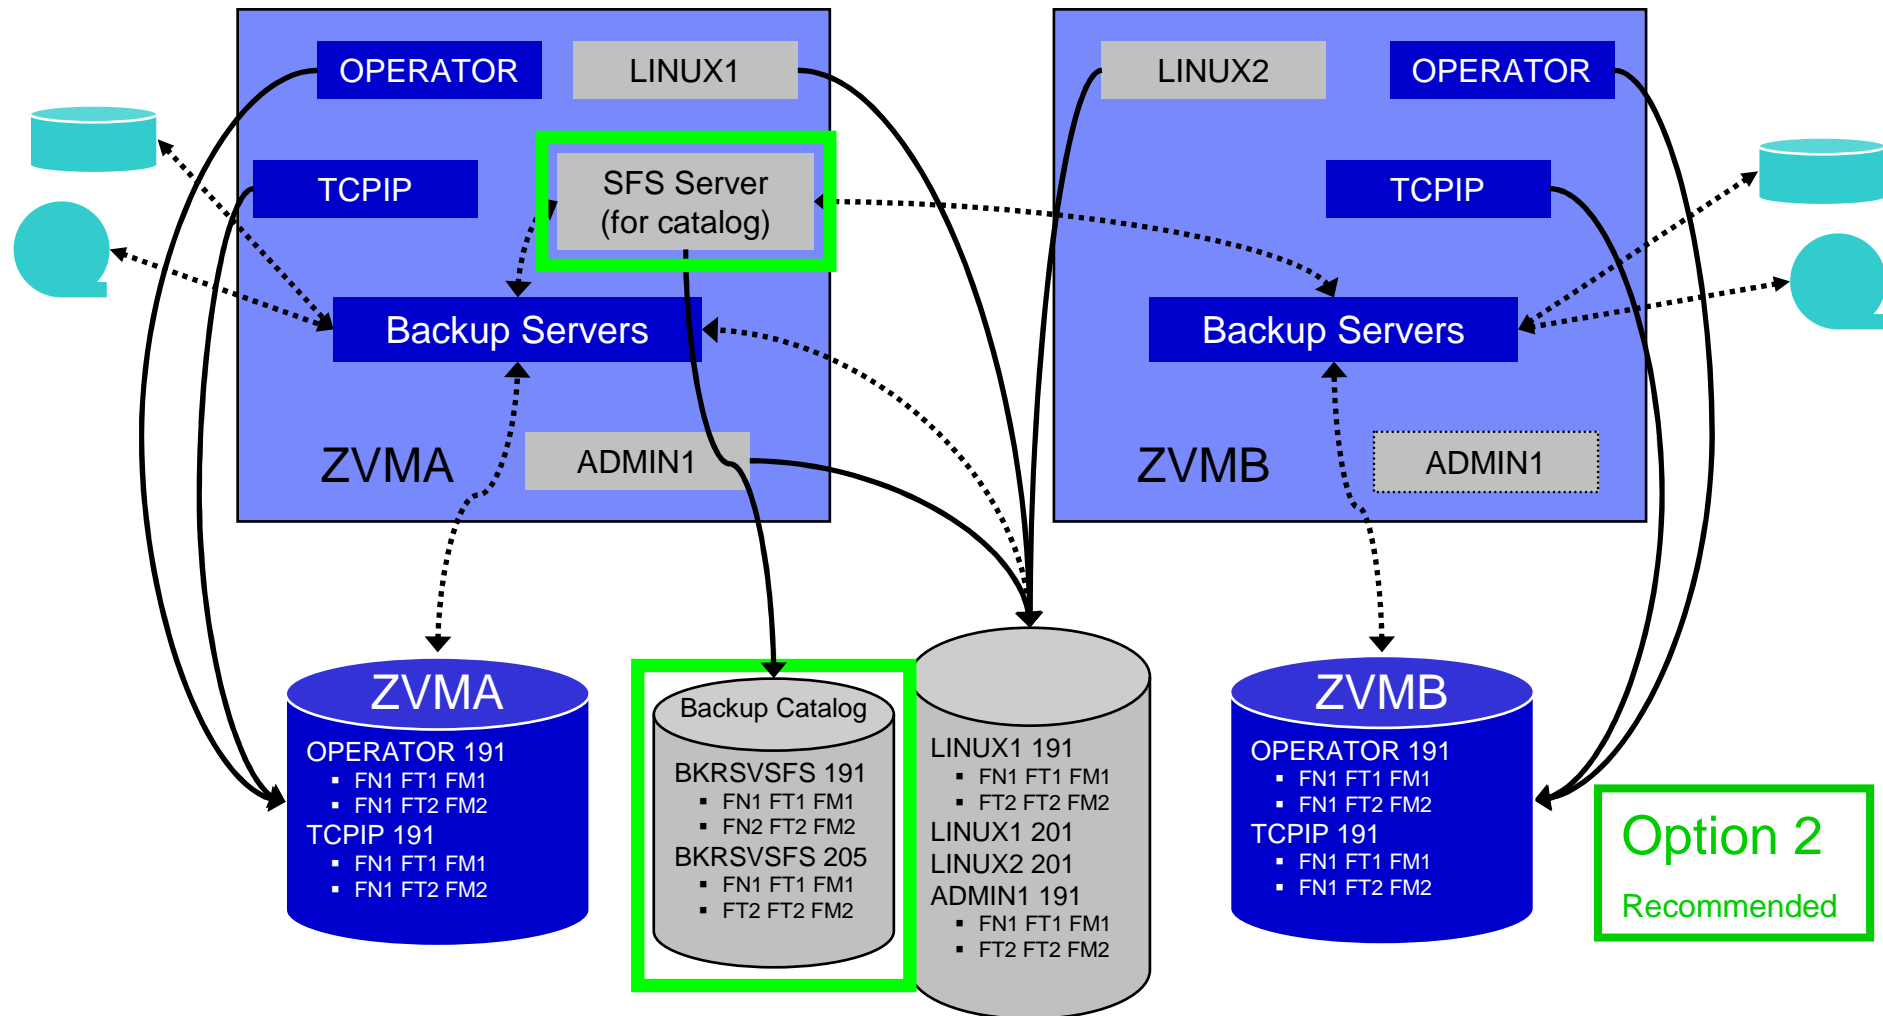 OPERATOR
LINUX1
LINUX2
OPERATOR
TCPIP
SFS Server
(for catalog)
TCPIP
Backup Servers
Backup Servers
ZVMA
ADMIN1
ZVMB
ADMIN1
ZVMA
OPERATOR 191
▪ FN1 FT1 FM1
▪ FN1 FT2 FM2
TCPIP 191
▪ FN1 FT1 FM1
▪ FN1 FT2 FM2
Backup Catalog
BKRSVSFS 191
▪ FN1 FT1 FM1
▪ FN2 FT2 FM2
BKRSVSFS 205
▪ FN1 FT1 FM1
▪ FT2 FT2 FM2
LINUX1 191
▪ FN1 FT1 FM1
▪ FT2 FT2 FM2
LINUX1 201
LINUX2 201
ADMIN1 191
▪ FN1 FT1 FM1
▪ FT2 FT2 FM2
ZVMB
OPERATOR 191
▪ FN1 FT1 FM1
▪ FN1 FT2 FM2
TCPIP 191
▪ FN1 FT1 FM1
▪ FN1 FT2 FM2
Option 2
Recommended